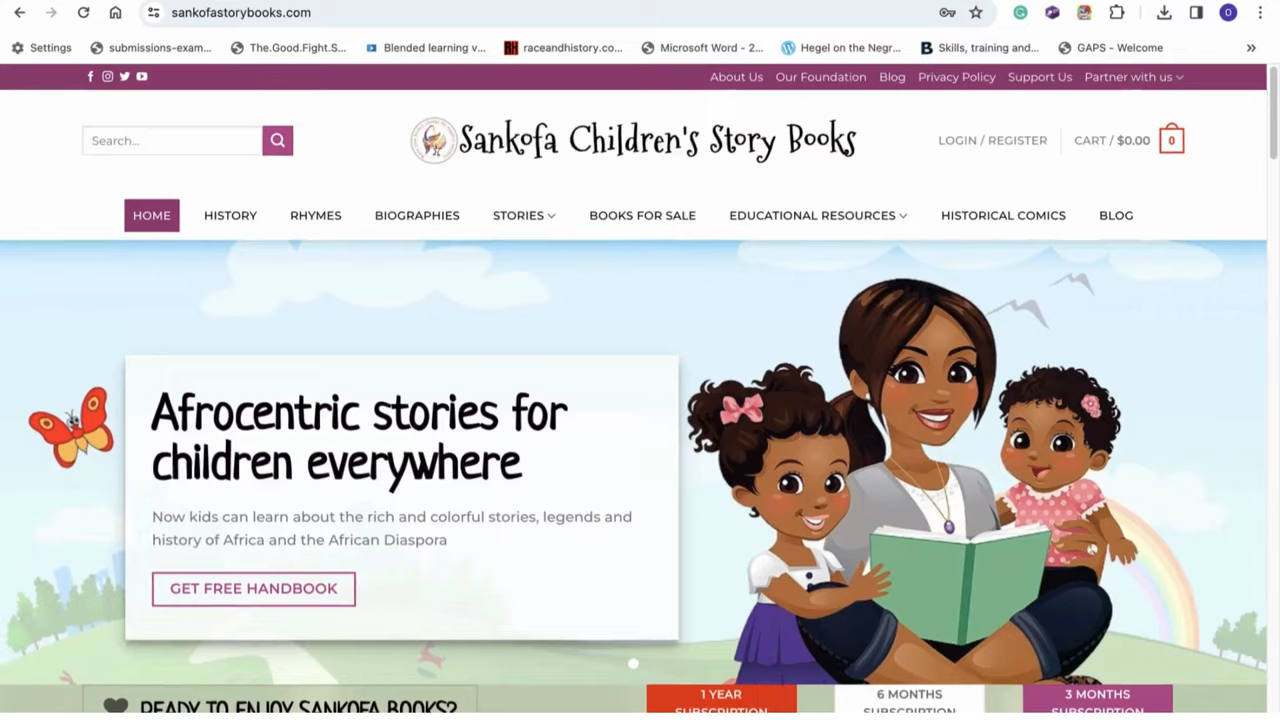 sankofastorybooks.com
O
Settings
submissions-exam...
The.Good.Fight.S...
Blended learning v...
RH
raceandhistory.co...
Microsoft Word - 2...
Hegel on the Negr...
B
Skills, training and...
GAPS - Welcome
»
About Us
Our Foundation
Blog
Privacy Policy
Support Us
Partner with us
Search...
Sankofa Children's Story Books
LOGIN / REGISTER
CART / $0.00
0
HOME
HISTORY
RHYMES
BIOGRAPHIES
STORIES
BOOKS FOR SALE
EDUCATIONAL RESOURCES
HISTORICAL COMICS
BLOG
Afrocentric stories for
children everywhere
Now kids can learn about the rich and colorful stories, legends and
history of Africa and the African Diaspora
GET FREE HANDBOOK
READY TO ENJOY SANKOFA BOOKS?
1 YEAR
SUBSCRIPTION
6 MONTHS
SUBSCRIPTION
3 MONTHS
SUBSCRIPTION